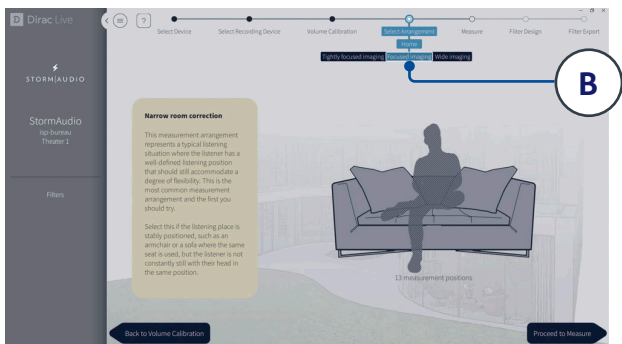 D Dirac Live
?
Select Device
Select Recording Device
Volume Calibration
Select Arrangement
Measure
Filter Design
Filter Export
Home
Tightly focused imaging
Focused imaging
Wide imaging
B
STORM|AUDIO
StormAudio
isp-bureau
Theater 1
Filters
Narrow room correction
This measurement arrangement
represents a typical listening
situation where the listener has a
well-defined listening position
that should still accommodate a
degree of flexibility. This is the
most common measurement
arrangement and the first you
should try.
Select this if the listening place is
stably positioned, such as an
armchair or a sofa where the same
seat is used, but the listener is not
constantly still with their head in
the same position.
13 measurement positions
Back to Volume Calibration
Proceed to Measure